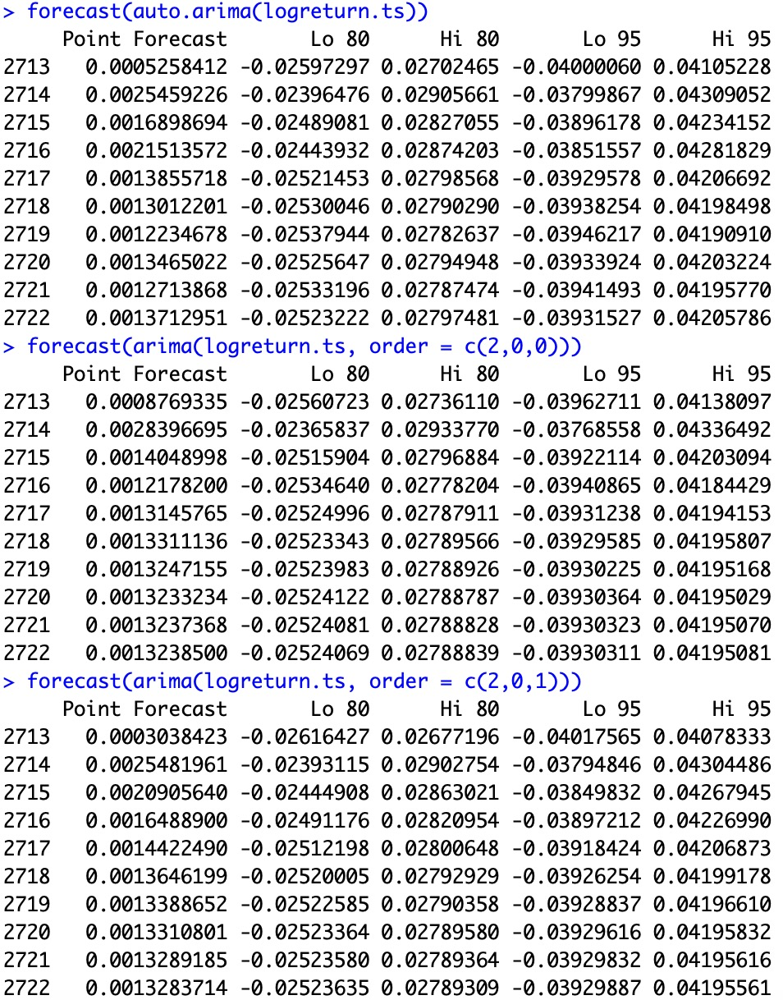 > forecast(auto.arima(logreturn.ts))
     Point Forecast       Lo 80      Hi 80       Lo 95      Hi 95
2713   0.0005258412 -0.02597297 0.02702465 -0.04000060 0.04105228
2714   0.0025459226 -0.02396476 0.02905661 -0.03799867 0.04309052
2715   0.0016898694 -0.02489081 0.02827055 -0.03896178 0.04234152
2716   0.0021513572 -0.02443932 0.02874203 -0.03851557 0.04281829
2717   0.0013855718 -0.02521453 0.02798568 -0.03929578 0.04206692
2718   0.0013012201 -0.02530046 0.02790290 -0.03938254 0.04198498
2719   0.0012234678 -0.02537944 0.02782637 -0.03946217 0.04190910
2720   0.0013465022 -0.02525647 0.02794948 -0.03933924 0.04203224
2721   0.0012713868 -0.02533196 0.02787474 -0.03941493 0.04195770
2722   0.0013712951 -0.02523222 0.02797481 -0.03931527 0.04205786
> forecast(arima(logreturn.ts, order = c(2,0,0)))
     Point Forecast       Lo 80      Hi 80       Lo 95      Hi 95
2713   0.0008769335 -0.02560723 0.02736110 -0.03962711 0.04138097
2714   0.0028396695 -0.02365837 0.02933770 -0.03768558 0.04336492
2715   0.0014048998 -0.02515904 0.02796884 -0.03922114 0.04203094
2716   0.0012178200 -0.02534640 0.02778204 -0.03940865 0.04184429
2717   0.0013145765 -0.02524996 0.02787911 -0.03931238 0.04194153
2718   0.0013311136 -0.02523343 0.02789566 -0.03929585 0.04195807
2719   0.0013247155 -0.02523983 0.02788926 -0.03930225 0.04195168
2720   0.0013233234 -0.02524122 0.02788787 -0.03930364 0.04195029
2721   0.0013237368 -0.02524081 0.02788828 -0.03930323 0.04195070
2722   0.0013238500 -0.02524069 0.02788839 -0.03930311 0.04195081
> forecast(arima(logreturn.ts, order = c(2,0,1)))
     Point Forecast       Lo 80      Hi 80       Lo 95      Hi 95
2713   0.0003038423 -0.02616427 0.02677196 -0.04017565 0.04078333
2714   0.0025481961 -0.02393115 0.02902754 -0.03794846 0.04304486
2715   0.0020905640 -0.02444908 0.02863021 -0.03849832 0.04267945
2716   0.0016488900 -0.02491176 0.02820954 -0.03897212 0.04226990
2717   0.0014422490 -0.02512198 0.02800648 -0.03918424 0.04206873
2718   0.0013646199 -0.02520005 0.02792929 -0.03926254 0.04199178
2719   0.0013388652 -0.02522585 0.02790358 -0.03928837 0.04196610
2720   0.0013310801 -0.02523364 0.02789580 -0.03929616 0.04195832
2721   0.0013289185 -0.02523580 0.02789364 -0.03929832 0.04195616
2722   0.0013283714 -0.02523635 0.02789309 -0.03929887 0.04195561